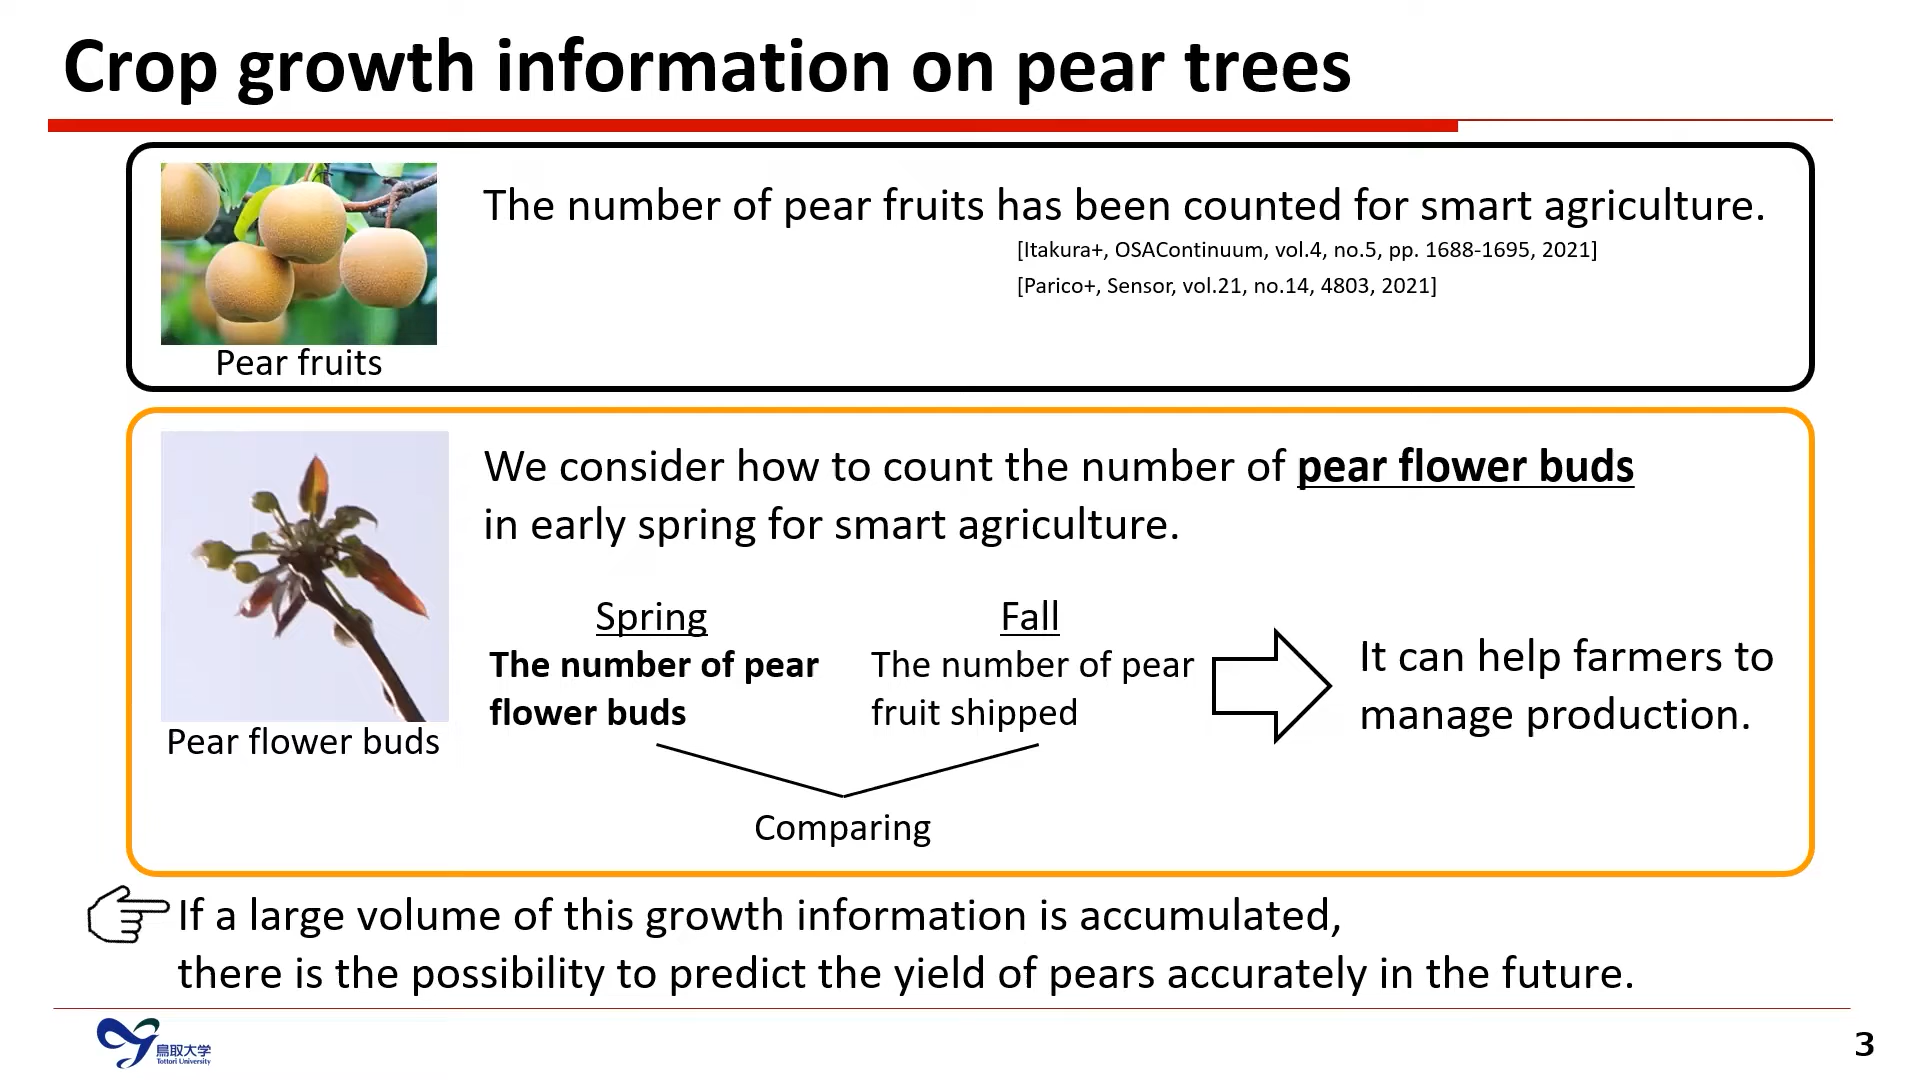 Crop growth information on pear trees
The number of pear fruits has been counted for smart agriculture.
[Itakura+, OSAContinuum, vol.4, no.5, pp. 1688-1695, 2021]
[Parico+, Sensor, vol.21, no.14, 4803, 2021]
Pear fruits
We consider how to count the number of pear flower buds
in early spring for smart agriculture.
Pear flower buds
Spring
The number of pear
flower buds
Fall
The number of pear
fruit shipped
Comparing
It can help farmers to
manage production.
If a large volume of this growth information is accumulated,
there is the possibility to predict the yield of pears accurately in the future.
鳥取大学
Tottori University
3